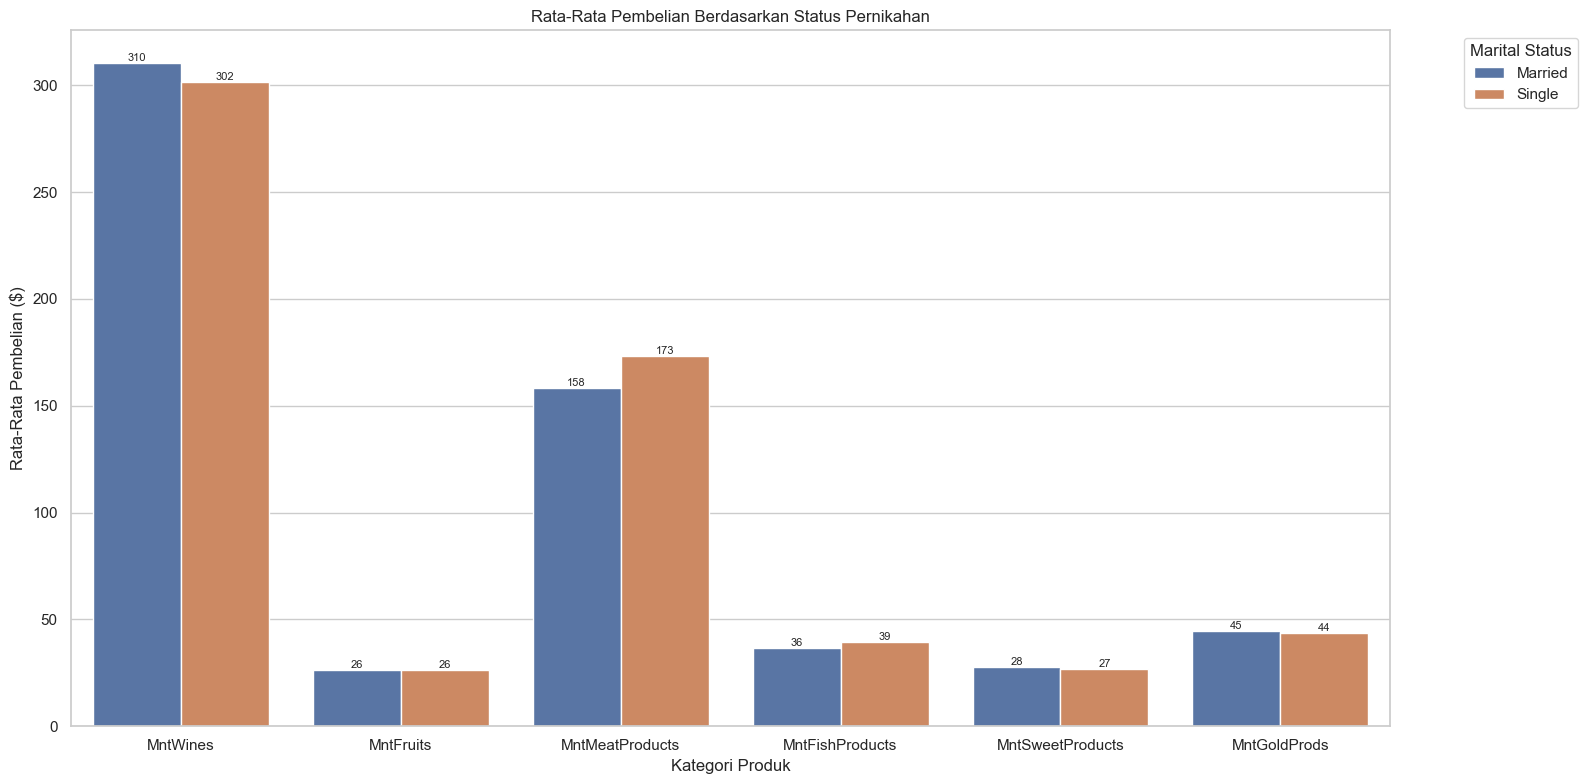 Rata-Rata Pembelian Berdasarkan Status Pernikahan
Marital Status
Married
Single
Rata-Rata Pembelian ($)
300
250
200
150
100
50
0
310
302
26
26
158
173
36
39
28
27
45
44
MntWines
MntFruits
MntMeatProducts
MntFishProducts
MntSweetProducts
MntGoldProds
Kategori Produk